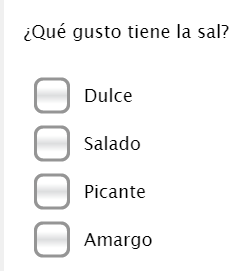 ¿Qué gusto tiene la sal?
Dulce
Salado
Picante
Amargo